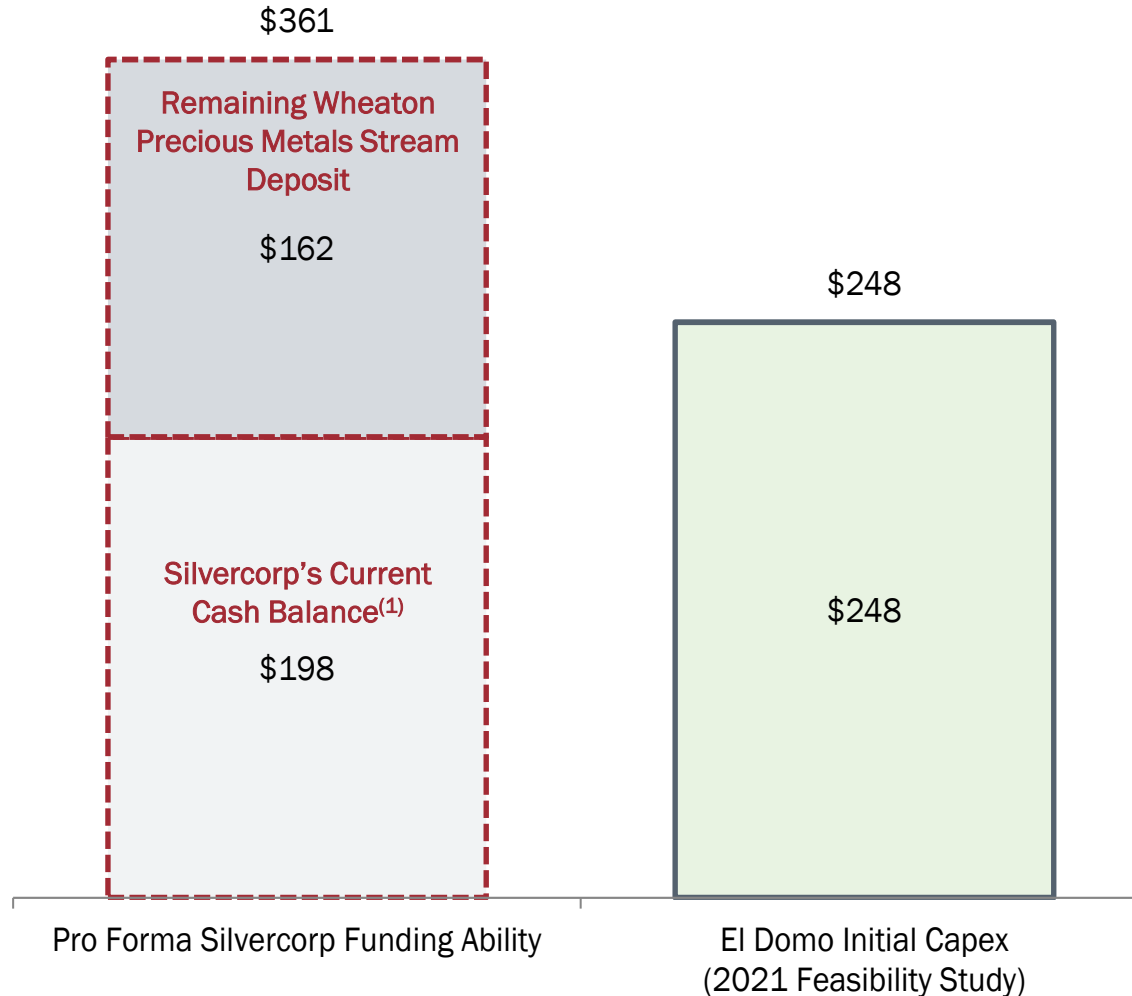 $361
Remaining Wheaton
Precious Metals Stream
Deposit
$162
Silvercorp’s Current
Cash Balance(1)
$198
$248
$248
Pro Forma Silvercorp Funding Ability
El Domo Initial Capex
(2021 Feasibility Study)